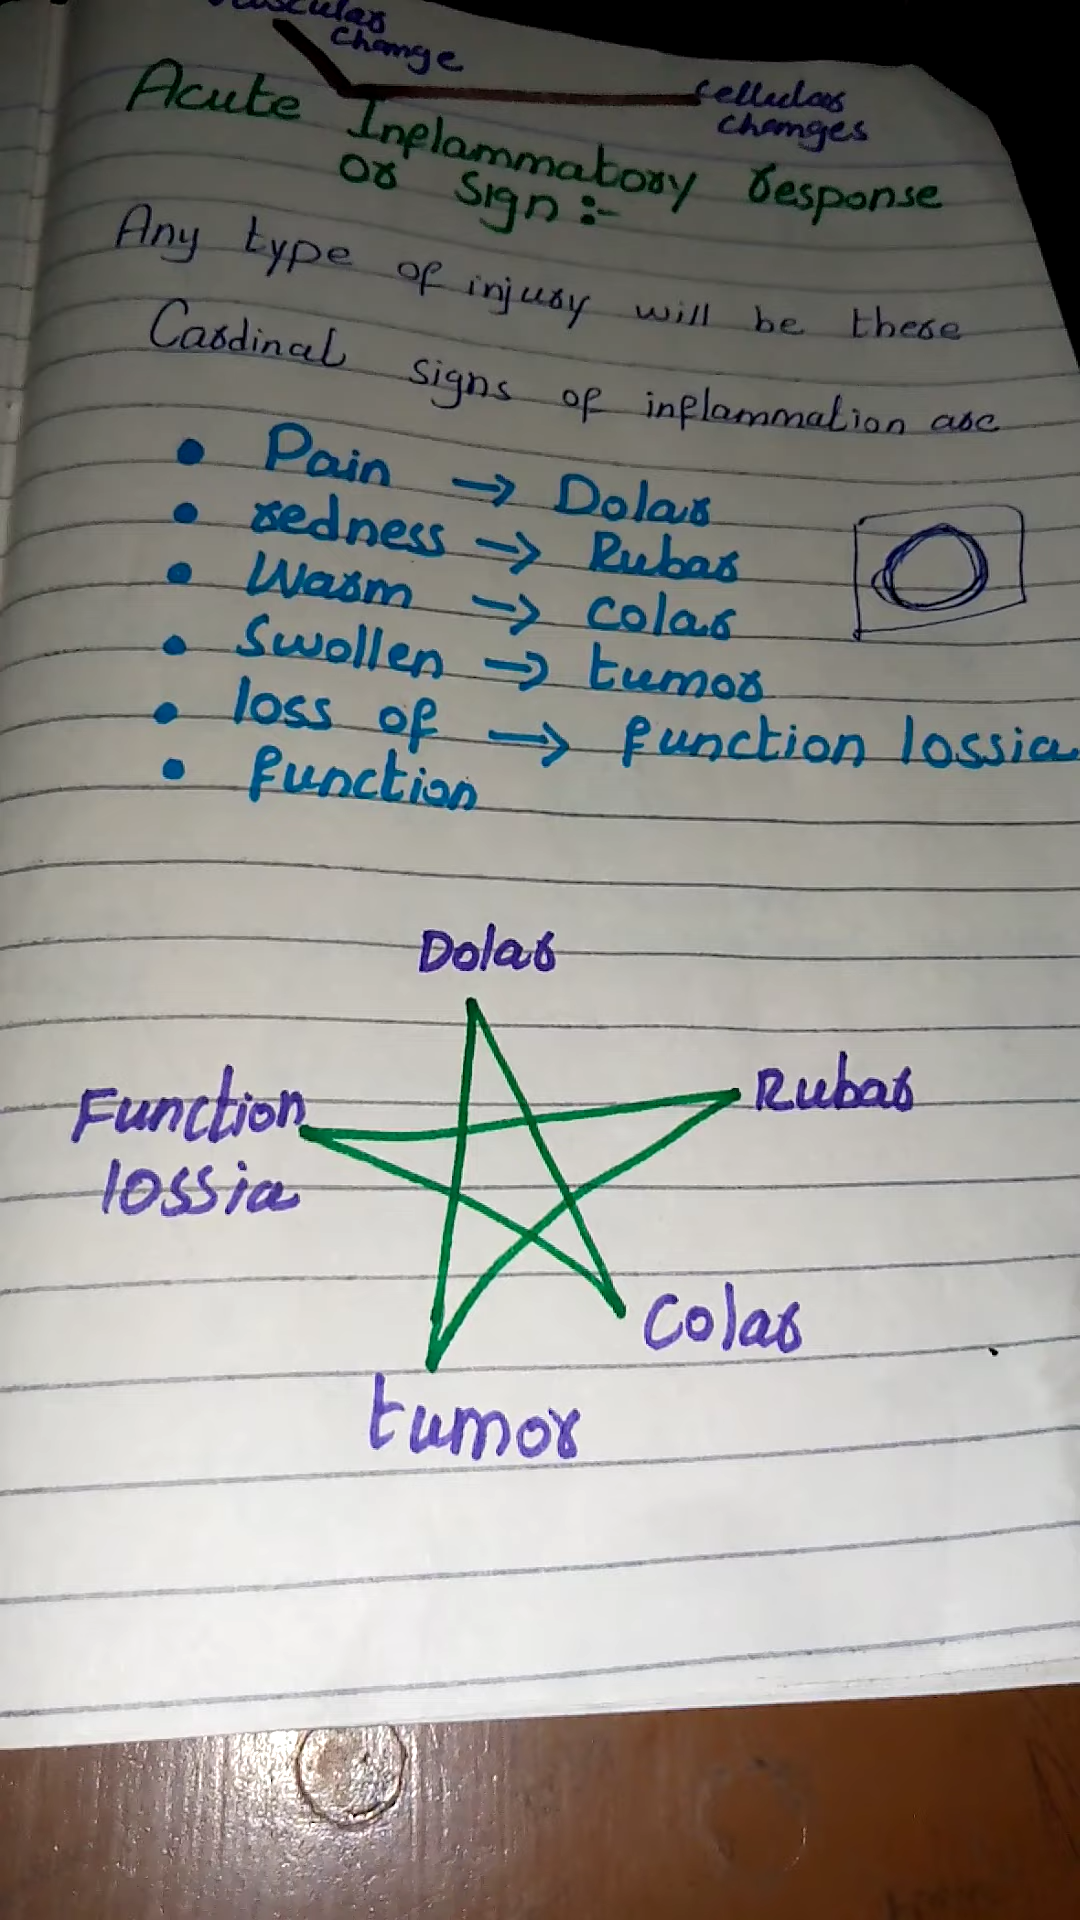 Vascular
change
cellular
changes
Acute Inflammatory response
or sign:-
Any type of injury will be there
Cardinal signs of inflammation are
• Pain → Dolar
• redness → Rubar
• Warm → Colar
• Swollen → tumor
• loss of → function lossia
• function
Dolar
Rubar
Function
lossia
Colar
tumor